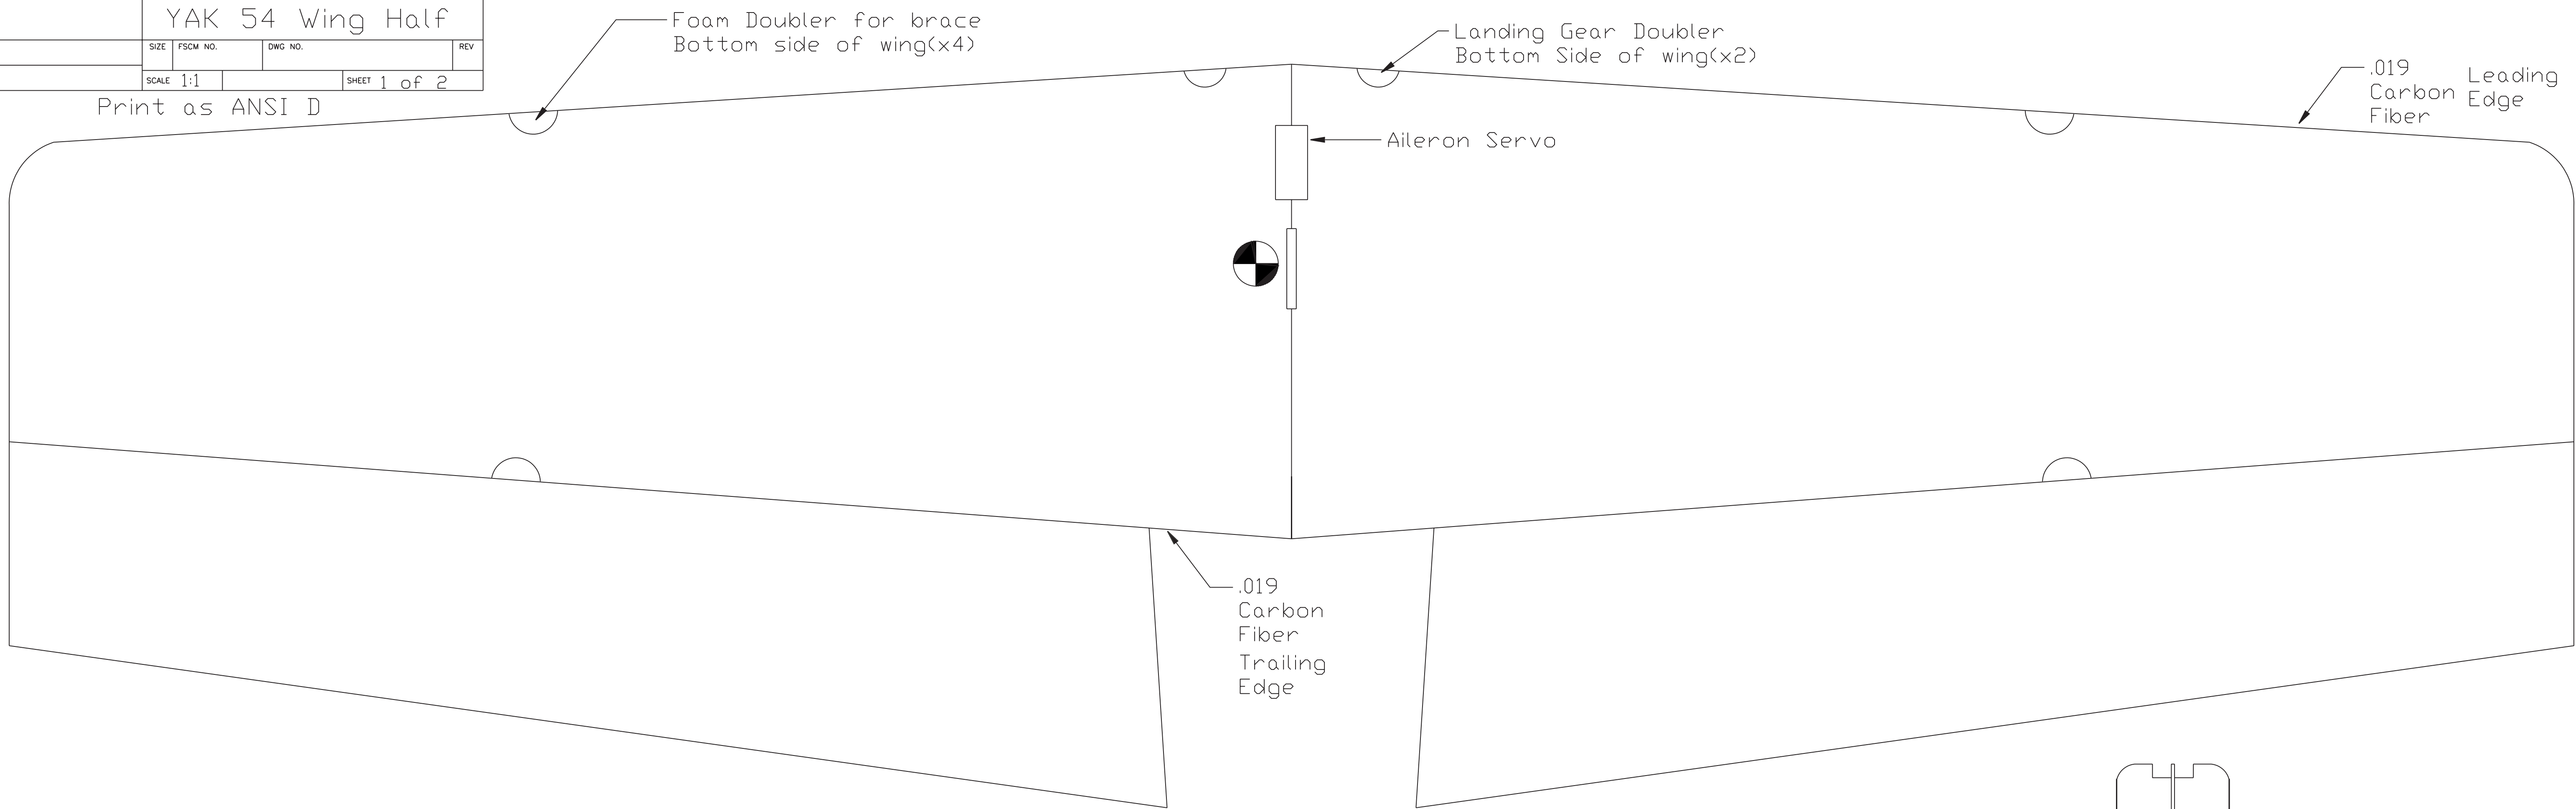 YAK 54 Wing Half
SIZE FSCM NO. DWG NO. REV
SCALE 1:1 SHEET 1 of 2
Print as ANSI D
Foam Doubler for brace
Bottom side of wing(x4)
Landing Gear Doubler
Bottom Side of wing(x2)
.019
Carbon
Fiber
Leading
Edge
Aileron Servo
.019
Carbon
Fiber
Trailing
Edge